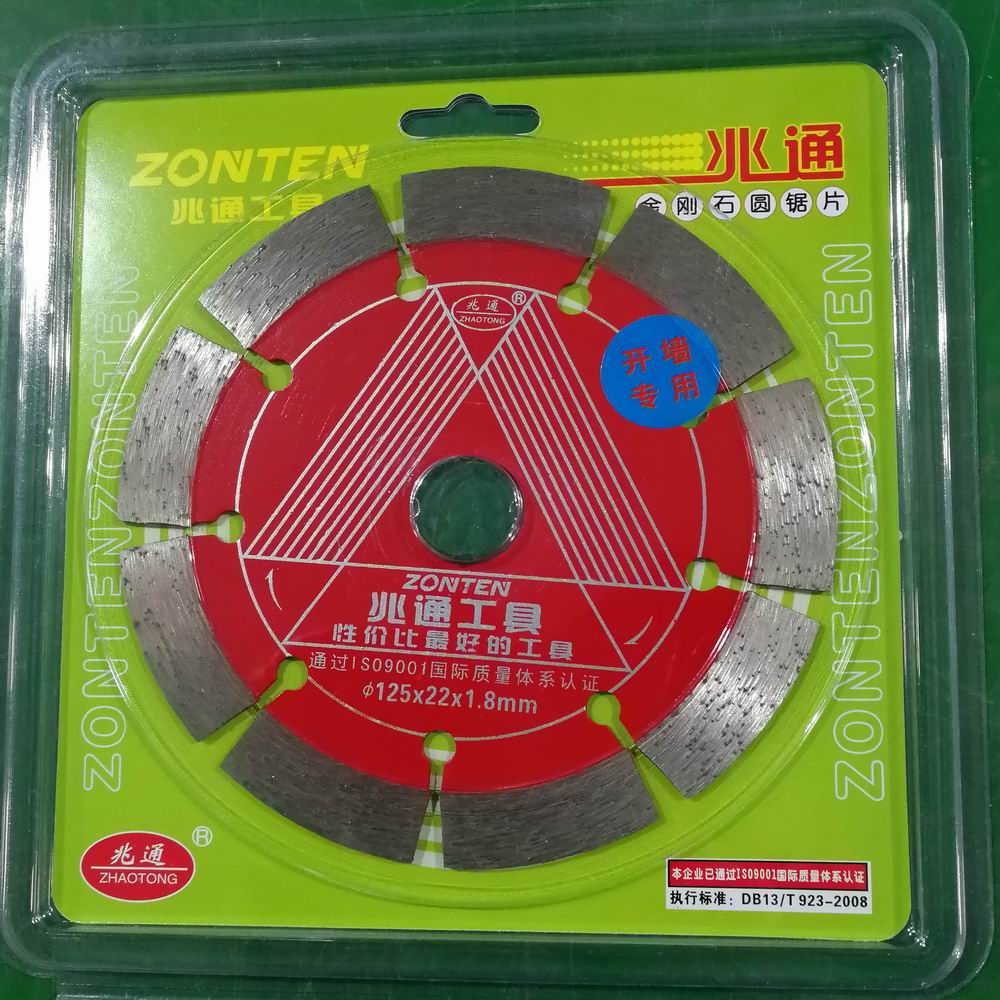 ZONTEN
兆通工具
兆通
金刚石圆锯片
兆通®
ZHAOTONG
开墙
专用
ZONTENZONTEN
ZONTENZONTEN
ZONTEN
兆通工具
性价比最好的工具
通过ISO9001国际质量体系认证
φ125x22x1.8mm
兆通®
ZHAOTONG
本企业已通过ISO9001国际质量体系认证
执行标准：DB13/T 923-2008